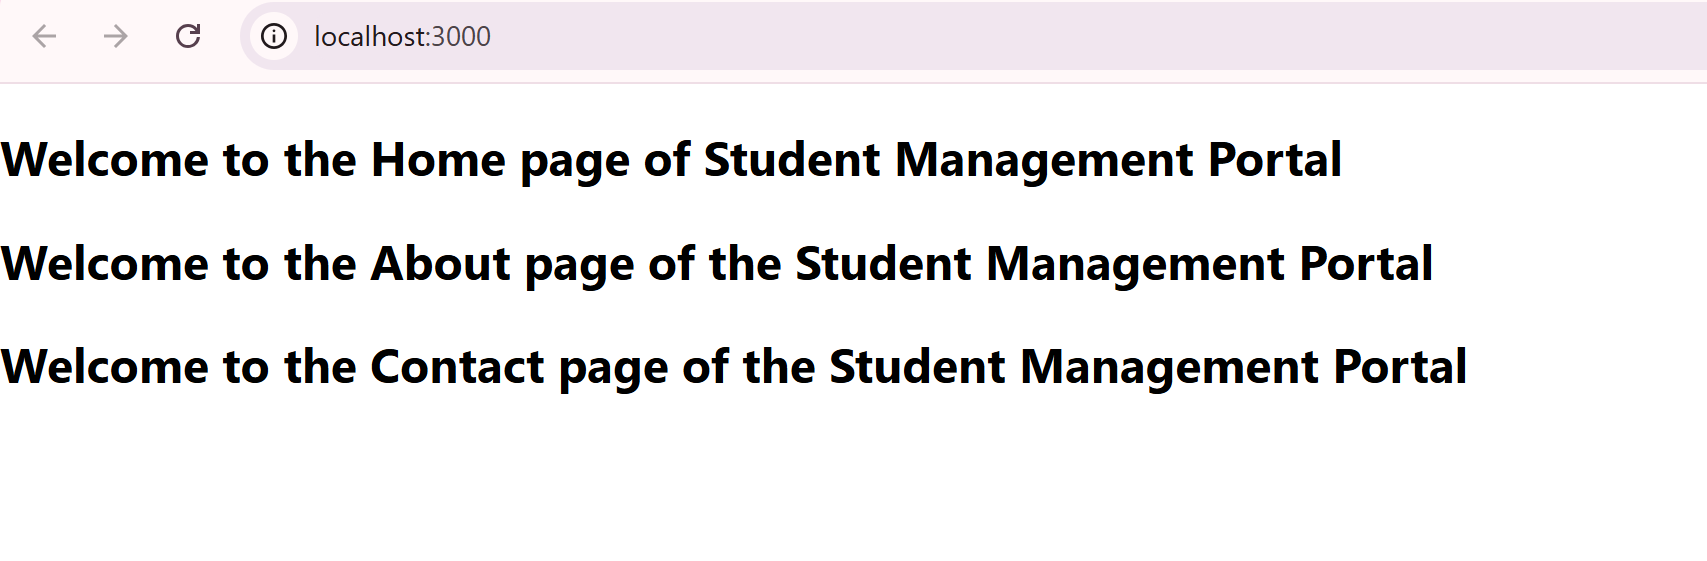 localhost:3000
Welcome to the Home page of Student Management Portal
Welcome to the About page of the Student Management Portal
Welcome to the Contact page of the Student Management Portal